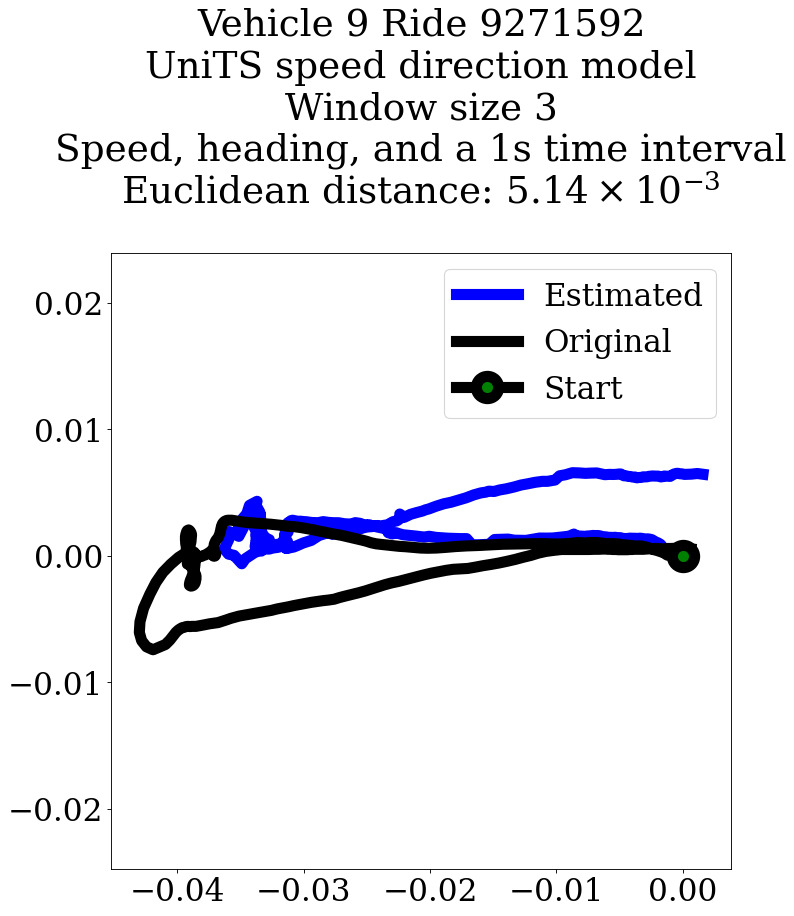 Vehicle 9 Ride 9271592
UniTS speed direction model
Window size 3
Speed, heading, and a 1s time interval
Euclidean distance: 5.14 × 10⁻³
Estimated
Original
Start
0.02
0.01
0.00
−0.01
−0.02
−0.04
−0.03
−0.02
−0.01
0.00